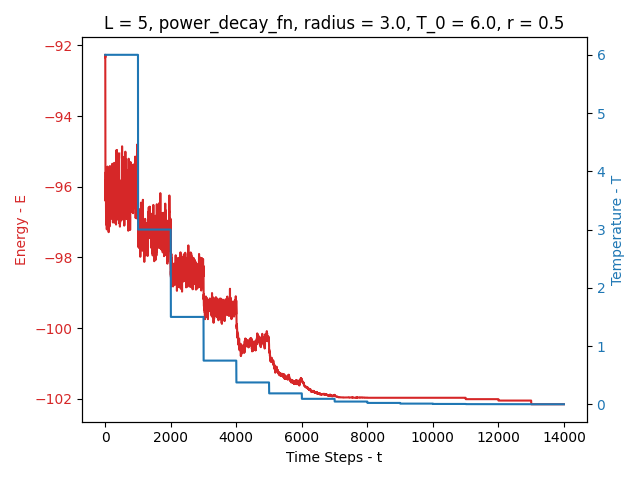 L = 5, power_decay_fn, radius = 3.0, T_0 = 6.0, r = 0.5
Energy - E
−92
−94
−96
−98
−100
−102
6
5
4
3
2
1
0
Temperature - T
0 2000 4000 6000 8000 10000 12000 14000
Time Steps - t